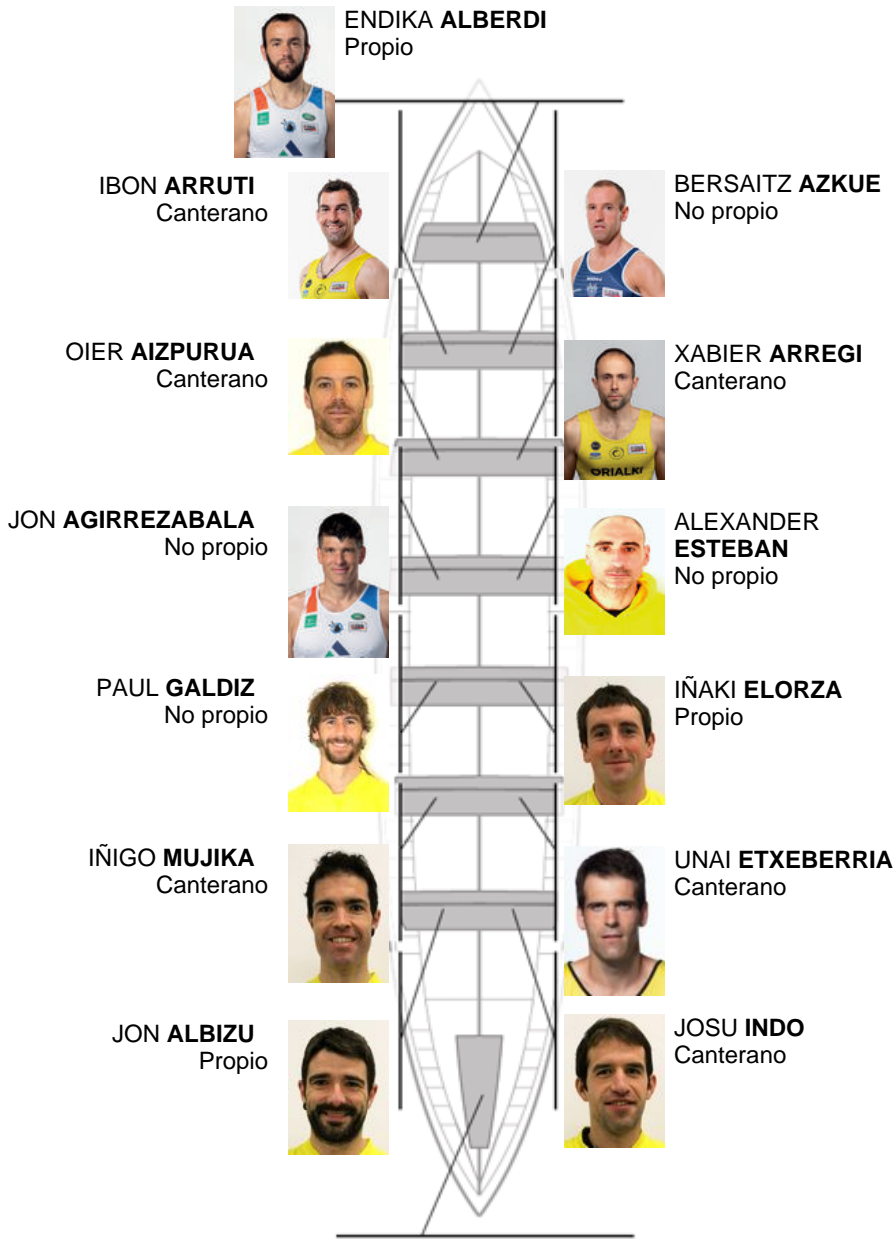 ENDIKA ALBERDI
Propio
IBON ARRUTI
Canterano
BERSAITZ AZKUE
No propio
OIER AIZPURUA
Canterano
XABIER ARREGI
Canterano
ORIALKI
JON AGIRREZABALA
No propio
ALEXANDER
ESTEBAN
No propio
PAUL GALDIZ
No propio
IÑAKI ELORZA
Propio
IÑIGO MUJIKA
Canterano
UNAI ETXEBERRIA
Canterano
JON ALBIZU
Propio
JOSU INDO
Canterano